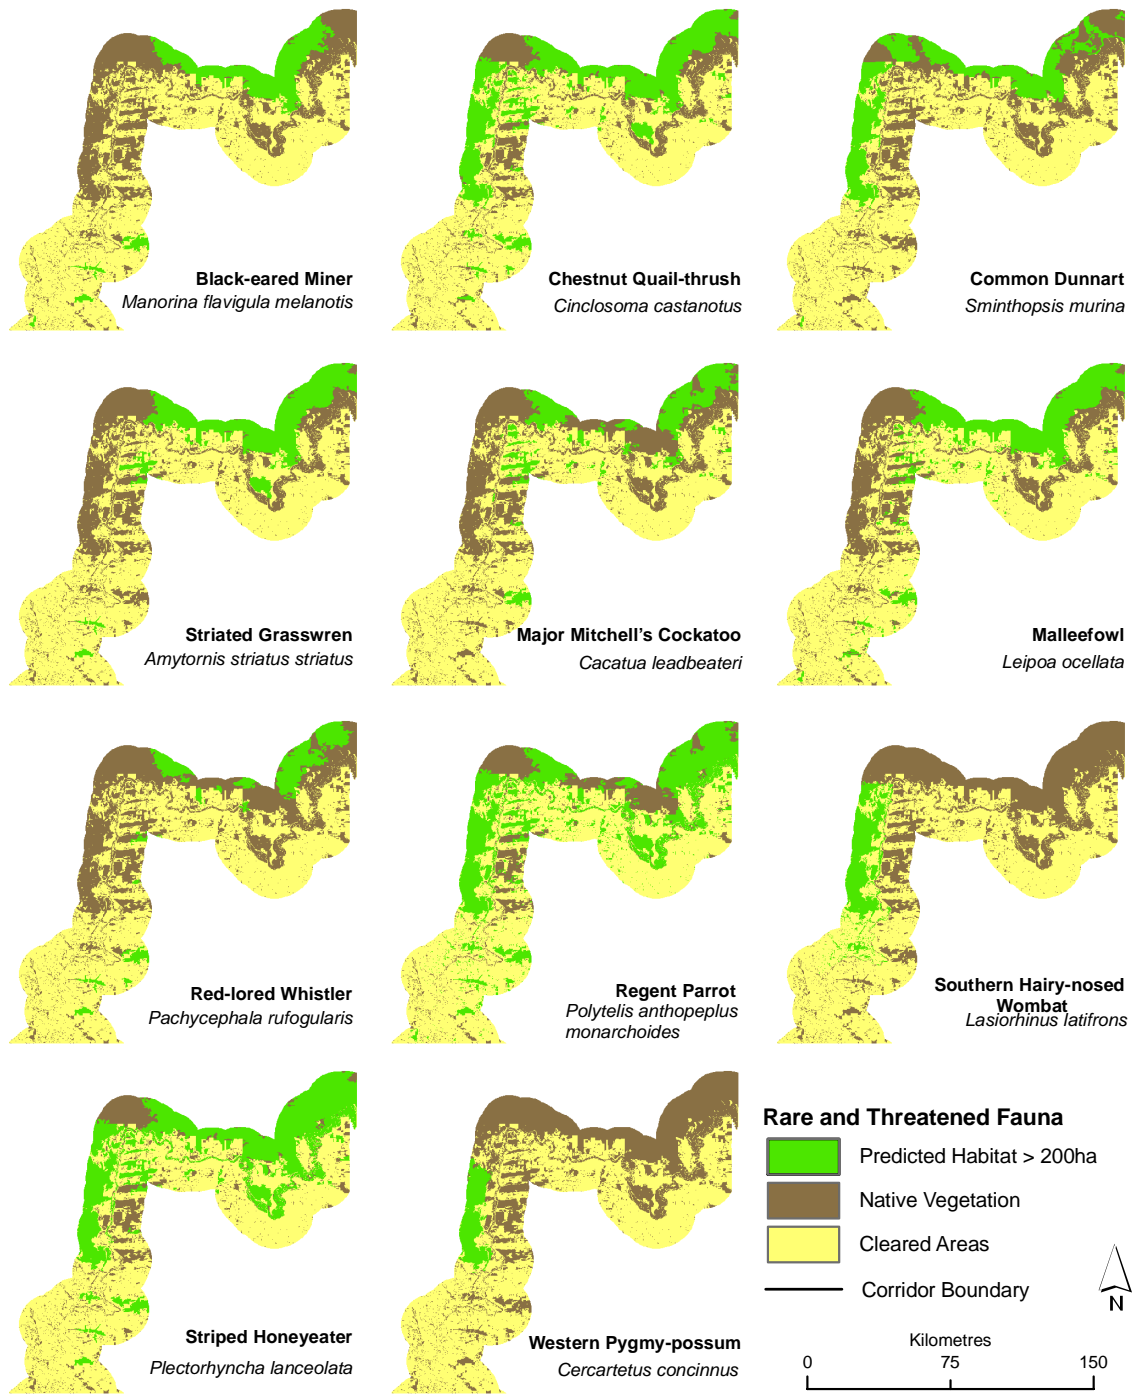 Black-eared Miner
Manorina flavigula melanotis
Chestnut Quail-thrush
Cinclosoma castanotus
Common Dunnart
Sminthopsis murina
Striated Grasswren
Amytornis striatus striatus
Major Mitchell's Cockatoo
Cacatua leadbeateri
Malleefowl
Leipoa ocellata
Red-lored Whistler
Pachycephala rufogularis
Regent Parrot
Polytelis anthopeplus
monarchoides
Southern Hairy-nosed
Wombat
Lasiorhinus latifrons
Striped Honeyeater
Plectorhyncha lanceolata
Western Pygmy-possum
Cercartetus concinnus
Rare and Threatened Fauna
Predicted Habitat > 200ha
Native Vegetation
Cleared Areas
Corridor Boundary
N
Kilometres
0 75 150